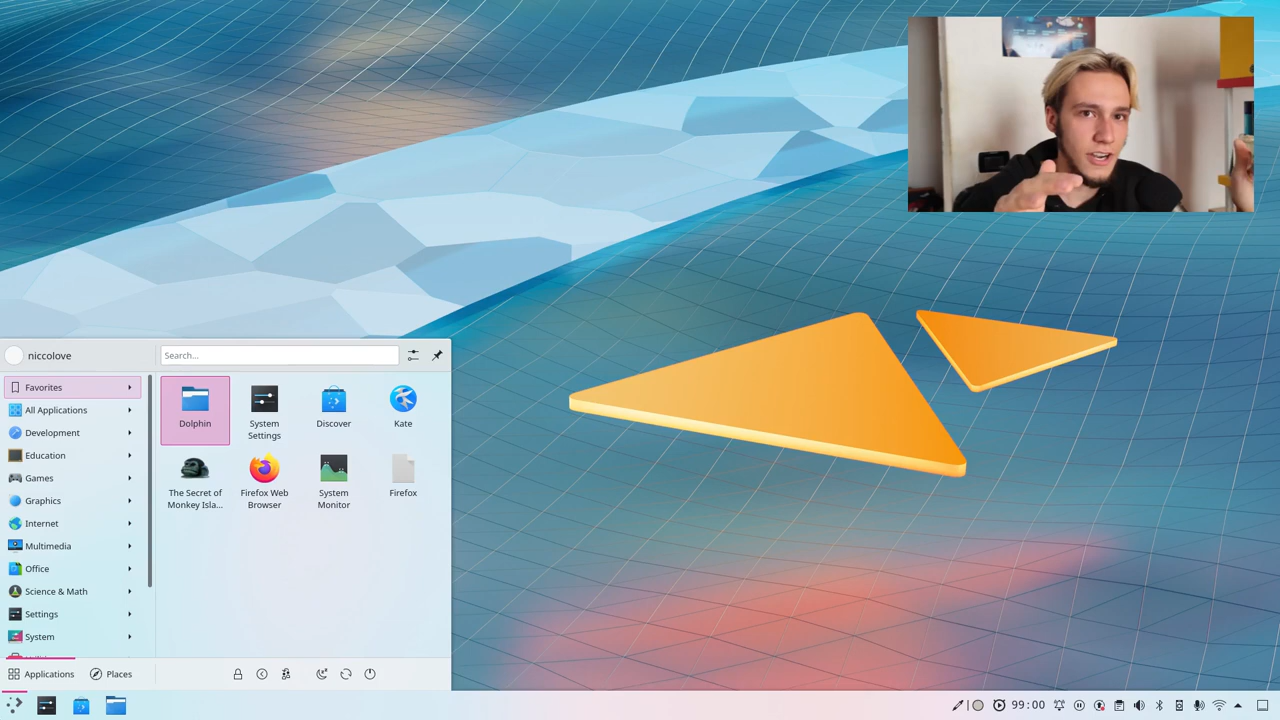 niccolove
Search...
Favorites
All Applications
Development
Education
Games
Graphics
Internet
Multimedia
Office
Science & Math
Settings
System
Dolphin
System
Settings
Discover
Kate
The Secret of
Monkey Isla...
Firefox Web
Browser
System
Monitor
Firefox
Applications
Places
99:00